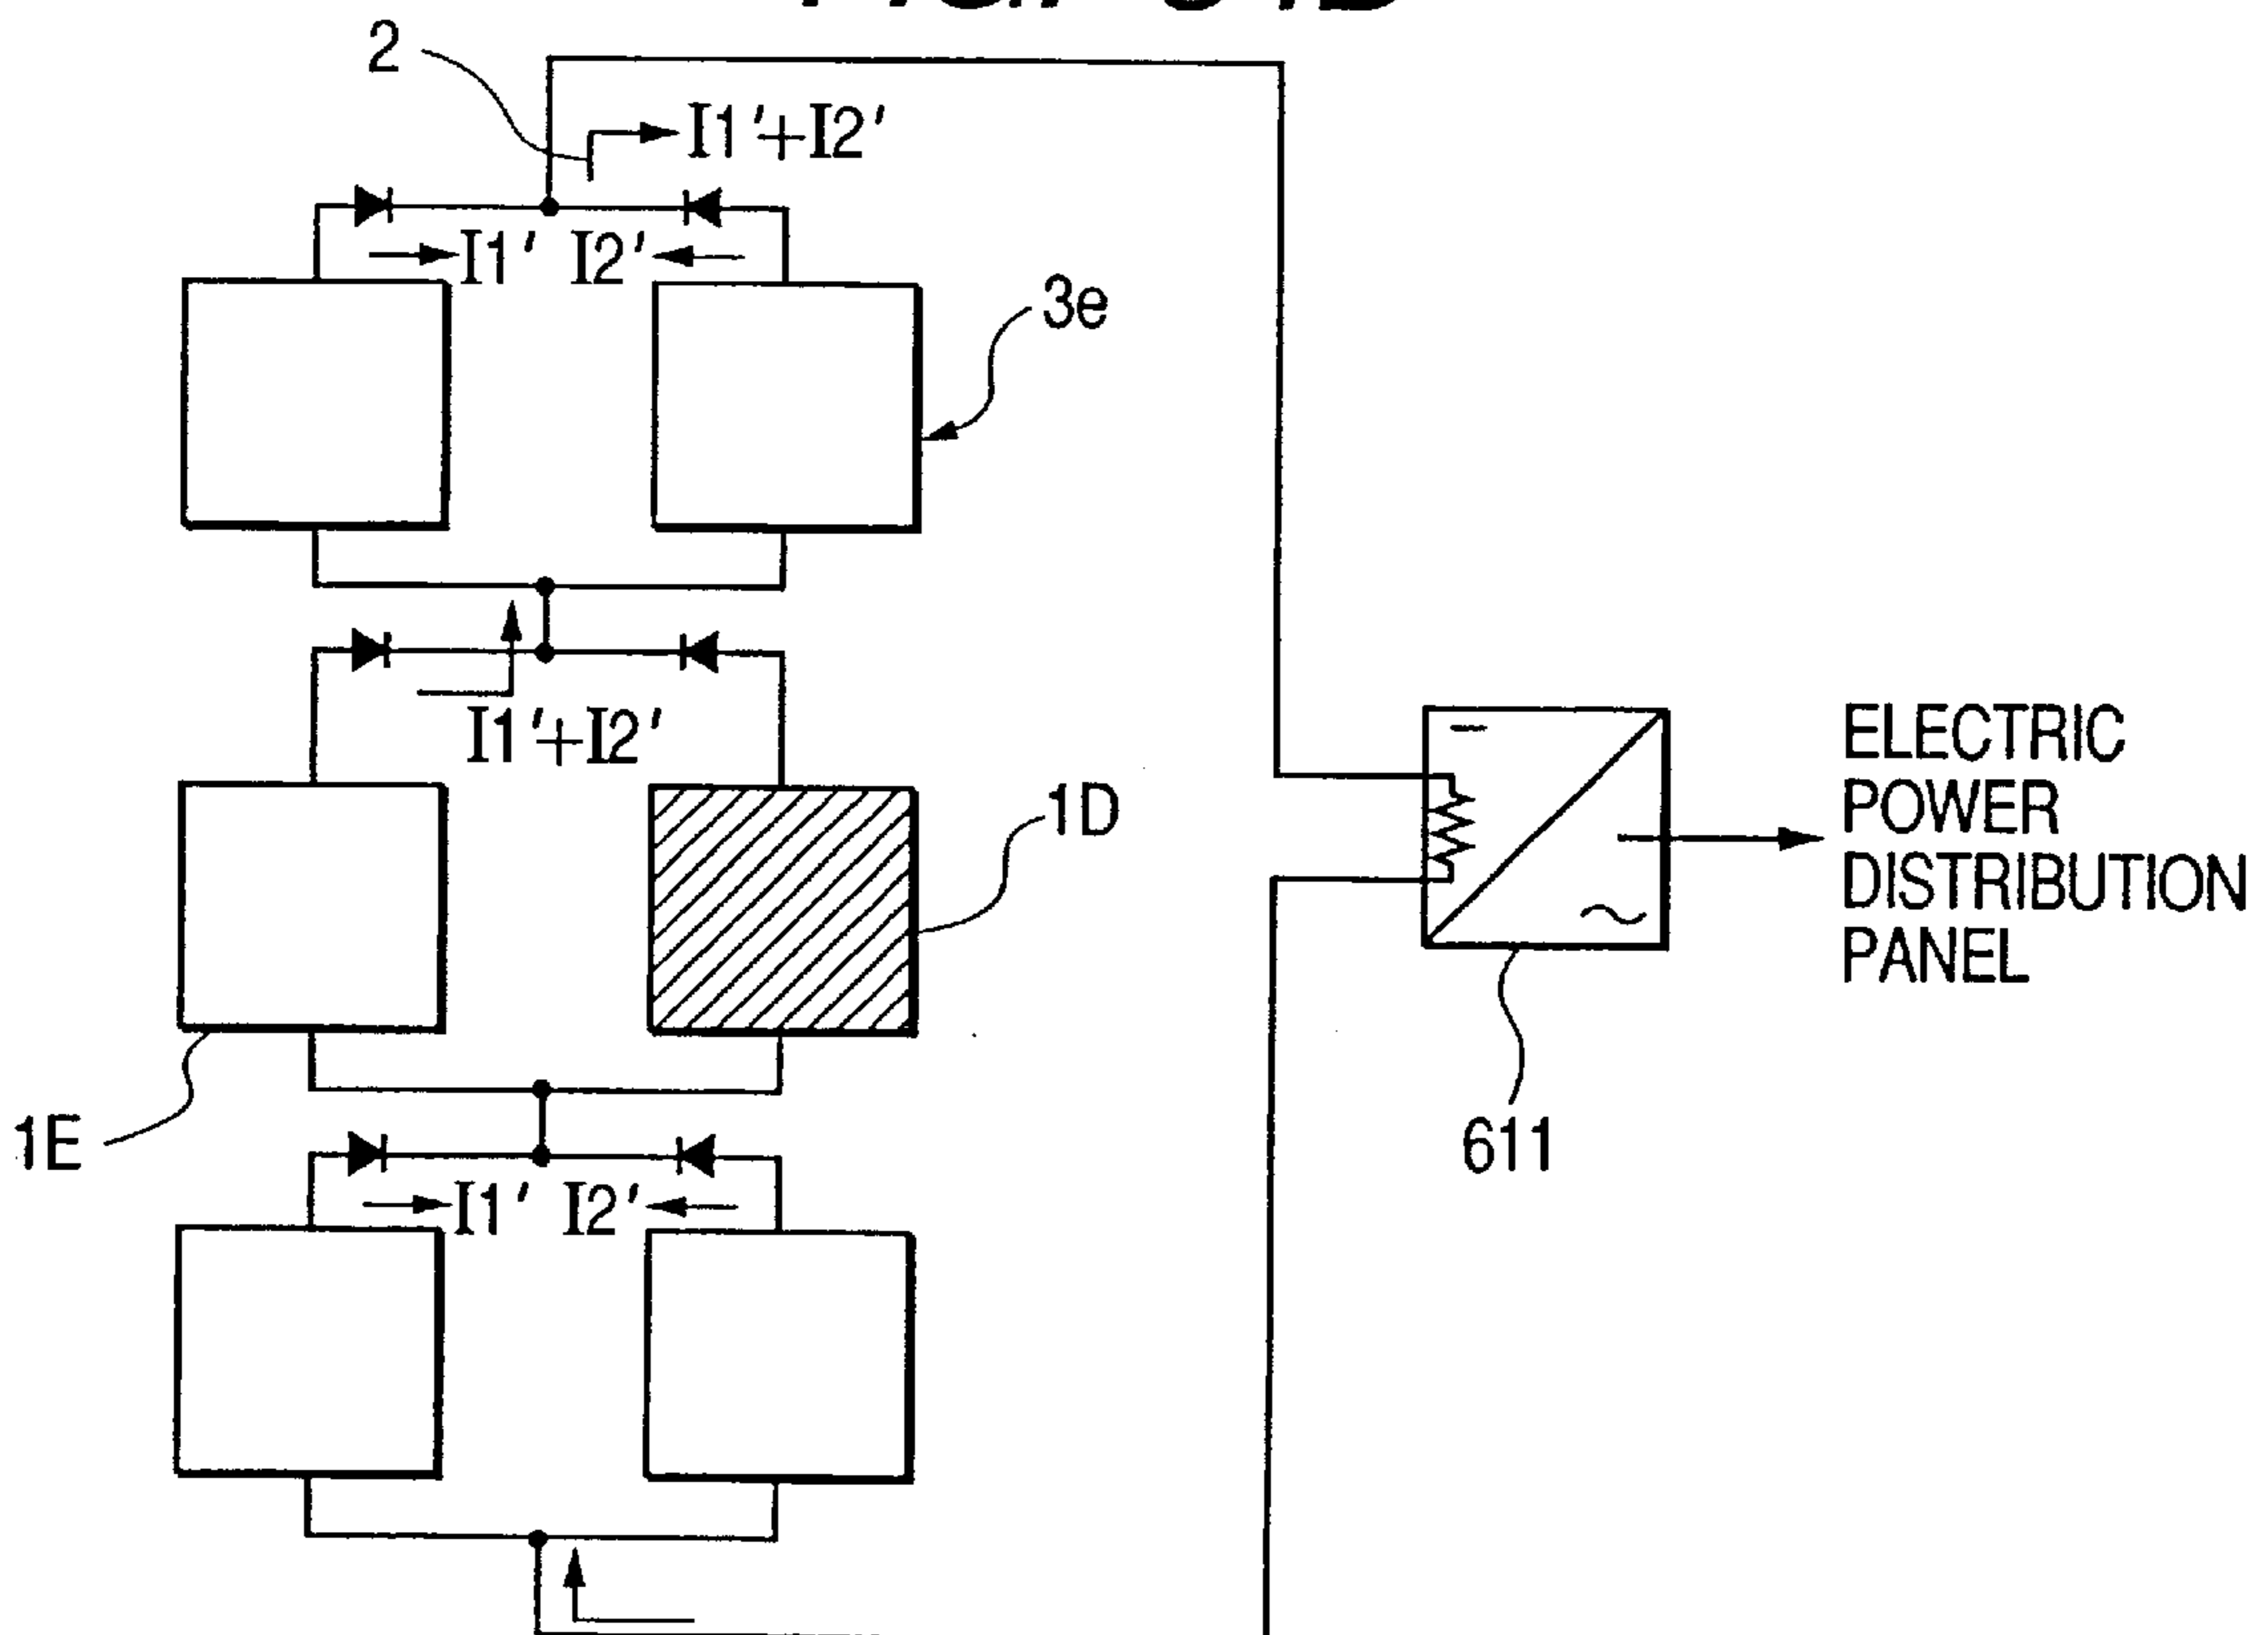 2
I1'+I2'
I1' I2'
3e
I1'+I2'
1D
ELECTRIC
POWER
DISTRIBUTION
PANEL
1E
611
I1' I2'